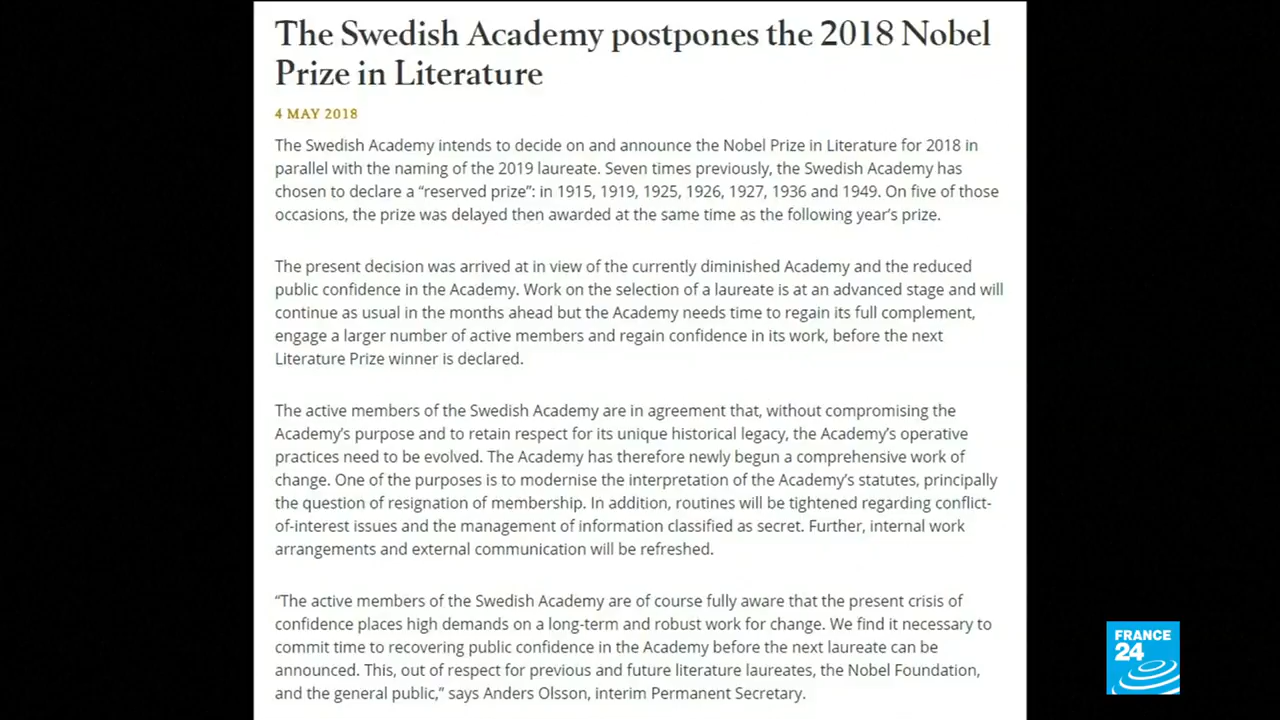 The Swedish Academy postpones the 2018 Nobel
Prize in Literature
4 MAY 2018
The Swedish Academy intends to decide on and announce the Nobel Prize in Literature for 2018 in
parallel with the naming of the 2019 laureate. Seven times previously, the Swedish Academy has
chosen to declare a “reserved prize”: in 1915, 1919, 1925, 1926, 1927, 1936 and 1949. On five of those
occasions, the prize was delayed then awarded at the same time as the following year’s prize.
The present decision was arrived at in view of the currently diminished Academy and the reduced
public confidence in the Academy. Work on the selection of a laureate is at an advanced stage and will
continue as usual in the months ahead but the Academy needs time to regain its full complement,
engage a larger number of active members and regain confidence in its work, before the next
Literature Prize winner is declared.
The active members of the Swedish Academy are in agreement that, without compromising the
Academy’s purpose and to retain respect for its unique historical legacy, the Academy’s operative
practices need to be evolved. The Academy has therefore newly begun a comprehensive work of
change. One of the purposes is to modernise the interpretation of the Academy’s statutes, principally
the question of resignation of membership. In addition, routines will be tightened regarding conflict-
of-interest issues and the management of information classified as secret. Further, internal work
arrangements and external communication will be refreshed.
“The active members of the Swedish Academy are of course fully aware that the present crisis of
confidence places high demands on a long-term and robust work for change. We find it necessary to
commit time to recovering public confidence in the Academy before the next laureate can be
announced. This, out of respect for previous and future literature laureates, the Nobel Foundation,
and the general public,” says Anders Olsson, interim Permanent Secretary.
FRANCE
24